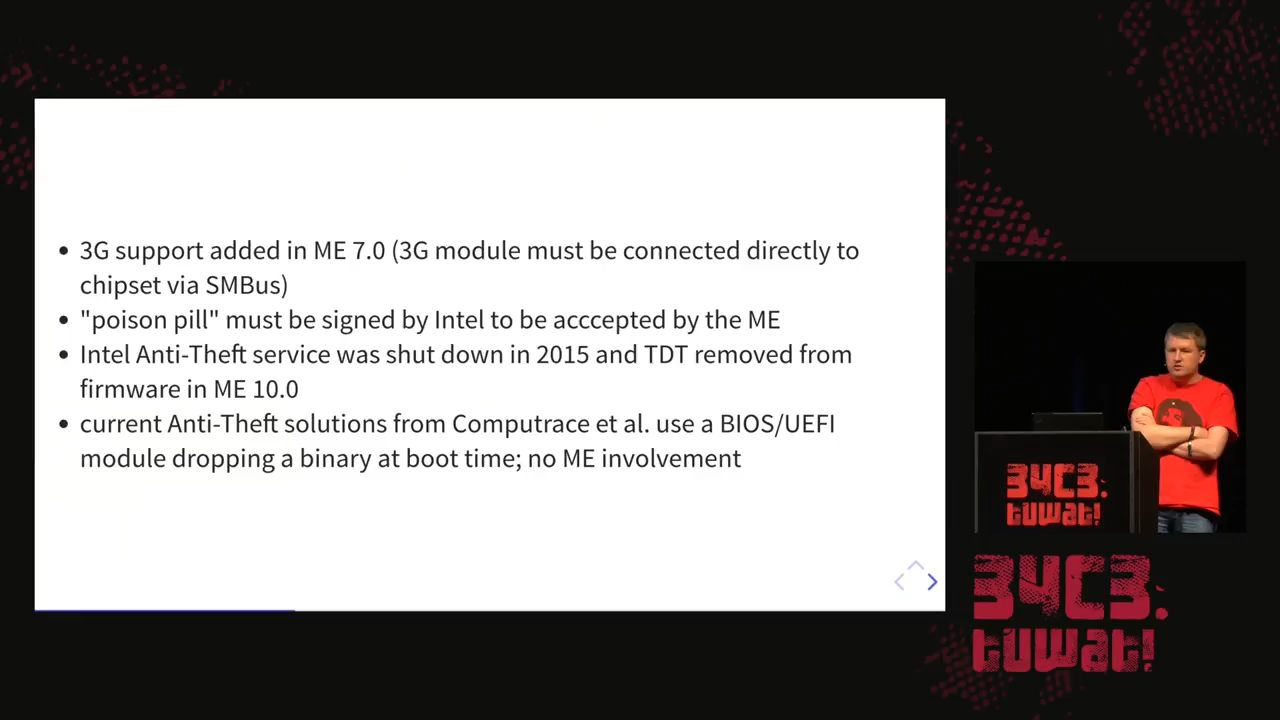 • 3G support added in ME 7.0 (3G module must be connected directly to
chipset via SMBus)
• "poison pill" must be signed by Intel to be acccepted by the ME
• Intel Anti-Theft service was shut down in 2015 and TDT removed from
firmware in ME 10.0
• current Anti-Theft solutions from Computrace et al. use a BIOS/UEFI
module dropping a binary at boot time; no ME involvement
34C3.
tuwat!
34C3.
tuwat!